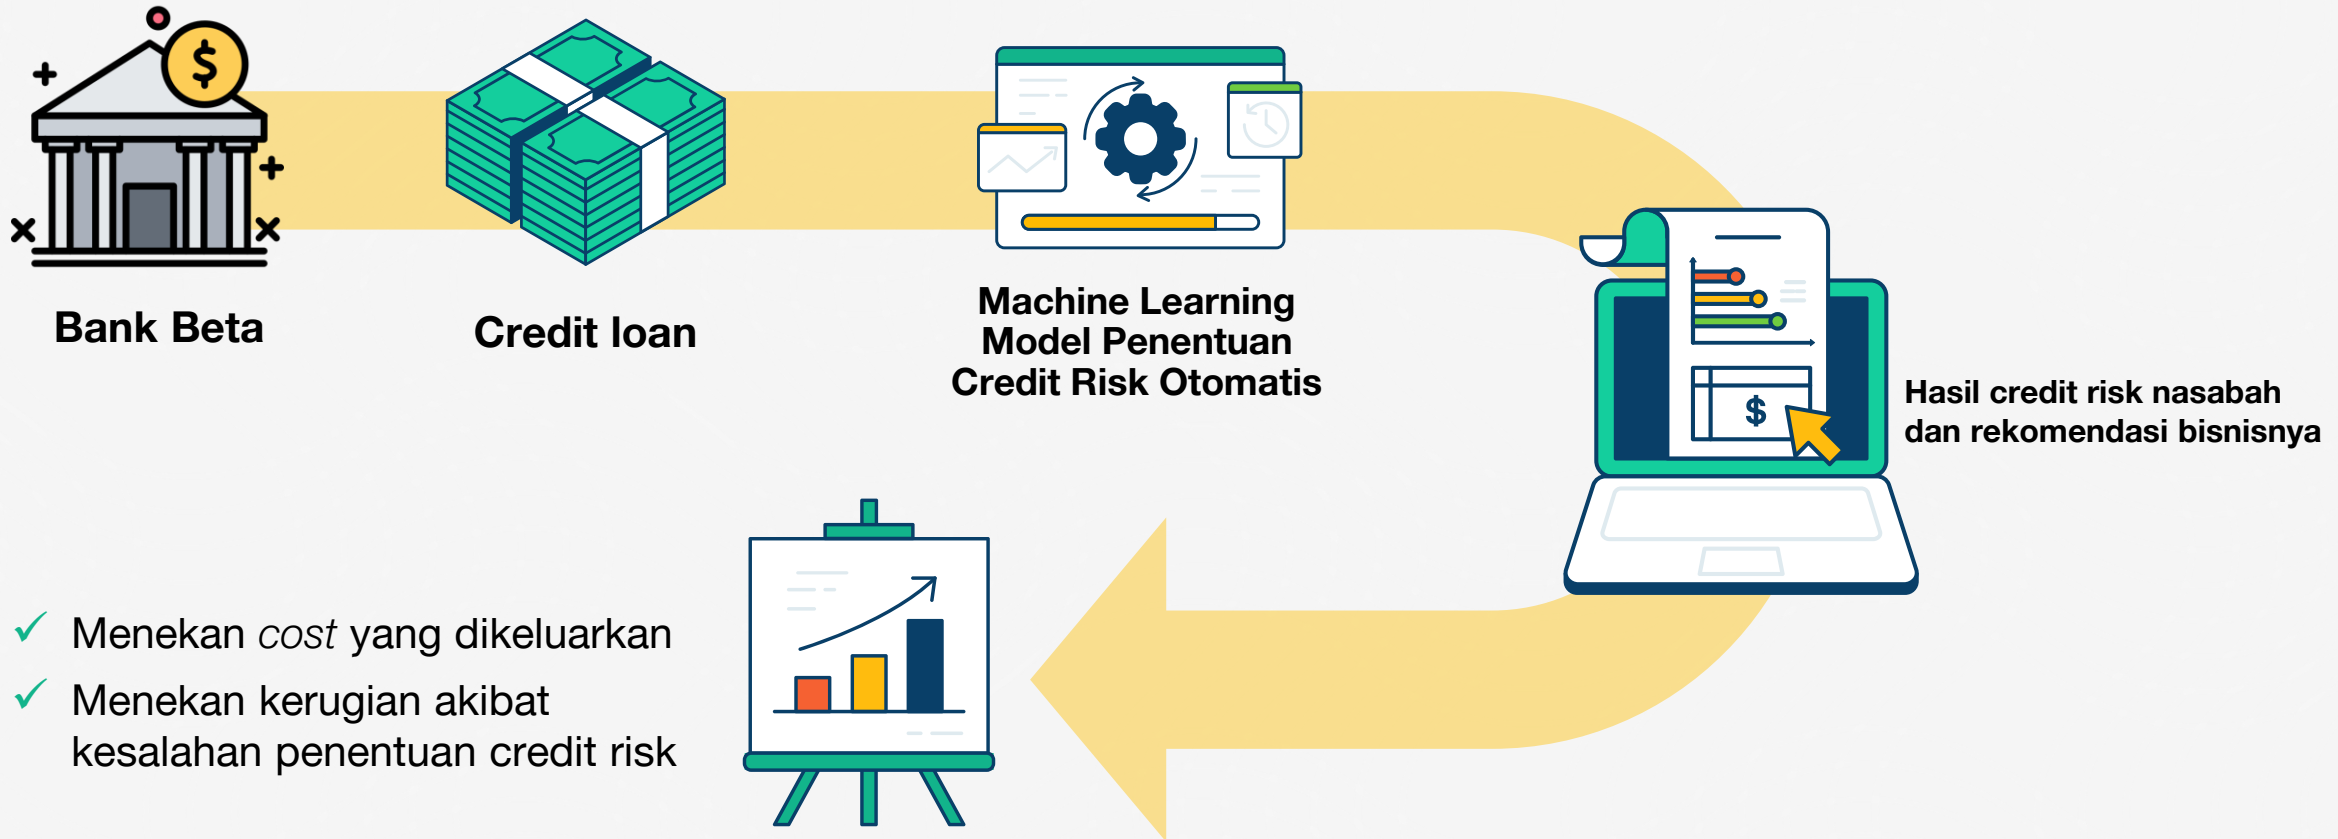 $
Bank Beta
Credit loan
Machine Learning
Model Penentuan
Credit Risk Otomatis
$
Hasil credit risk nasabah
dan rekomendasi bisnisnya
Menekan cost yang dikeluarkan
Menekan kerugian akibat
kesalahan penentuan credit risk